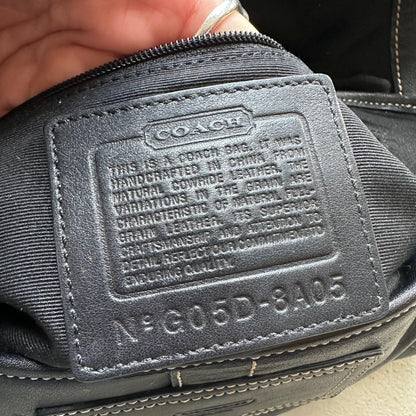 COACH
THIS IS A COACH BAG. IT WAS
HANDCRAFTED IN CHINA FROM
NATURAL COWHIDE LEATHER. THE
VARIATIONS IN THE GRAIN ARE
CHARACTERISTIC OF NATURAL FULL
GRAIN LEATHER. ITS SUPERIOR
CRAFTSMANSHIP AND ATTENTION TO
DETAIL REFLECT OUR COMMITMENT TO
ENDURING QUALITY.
Nº G05D-8A05